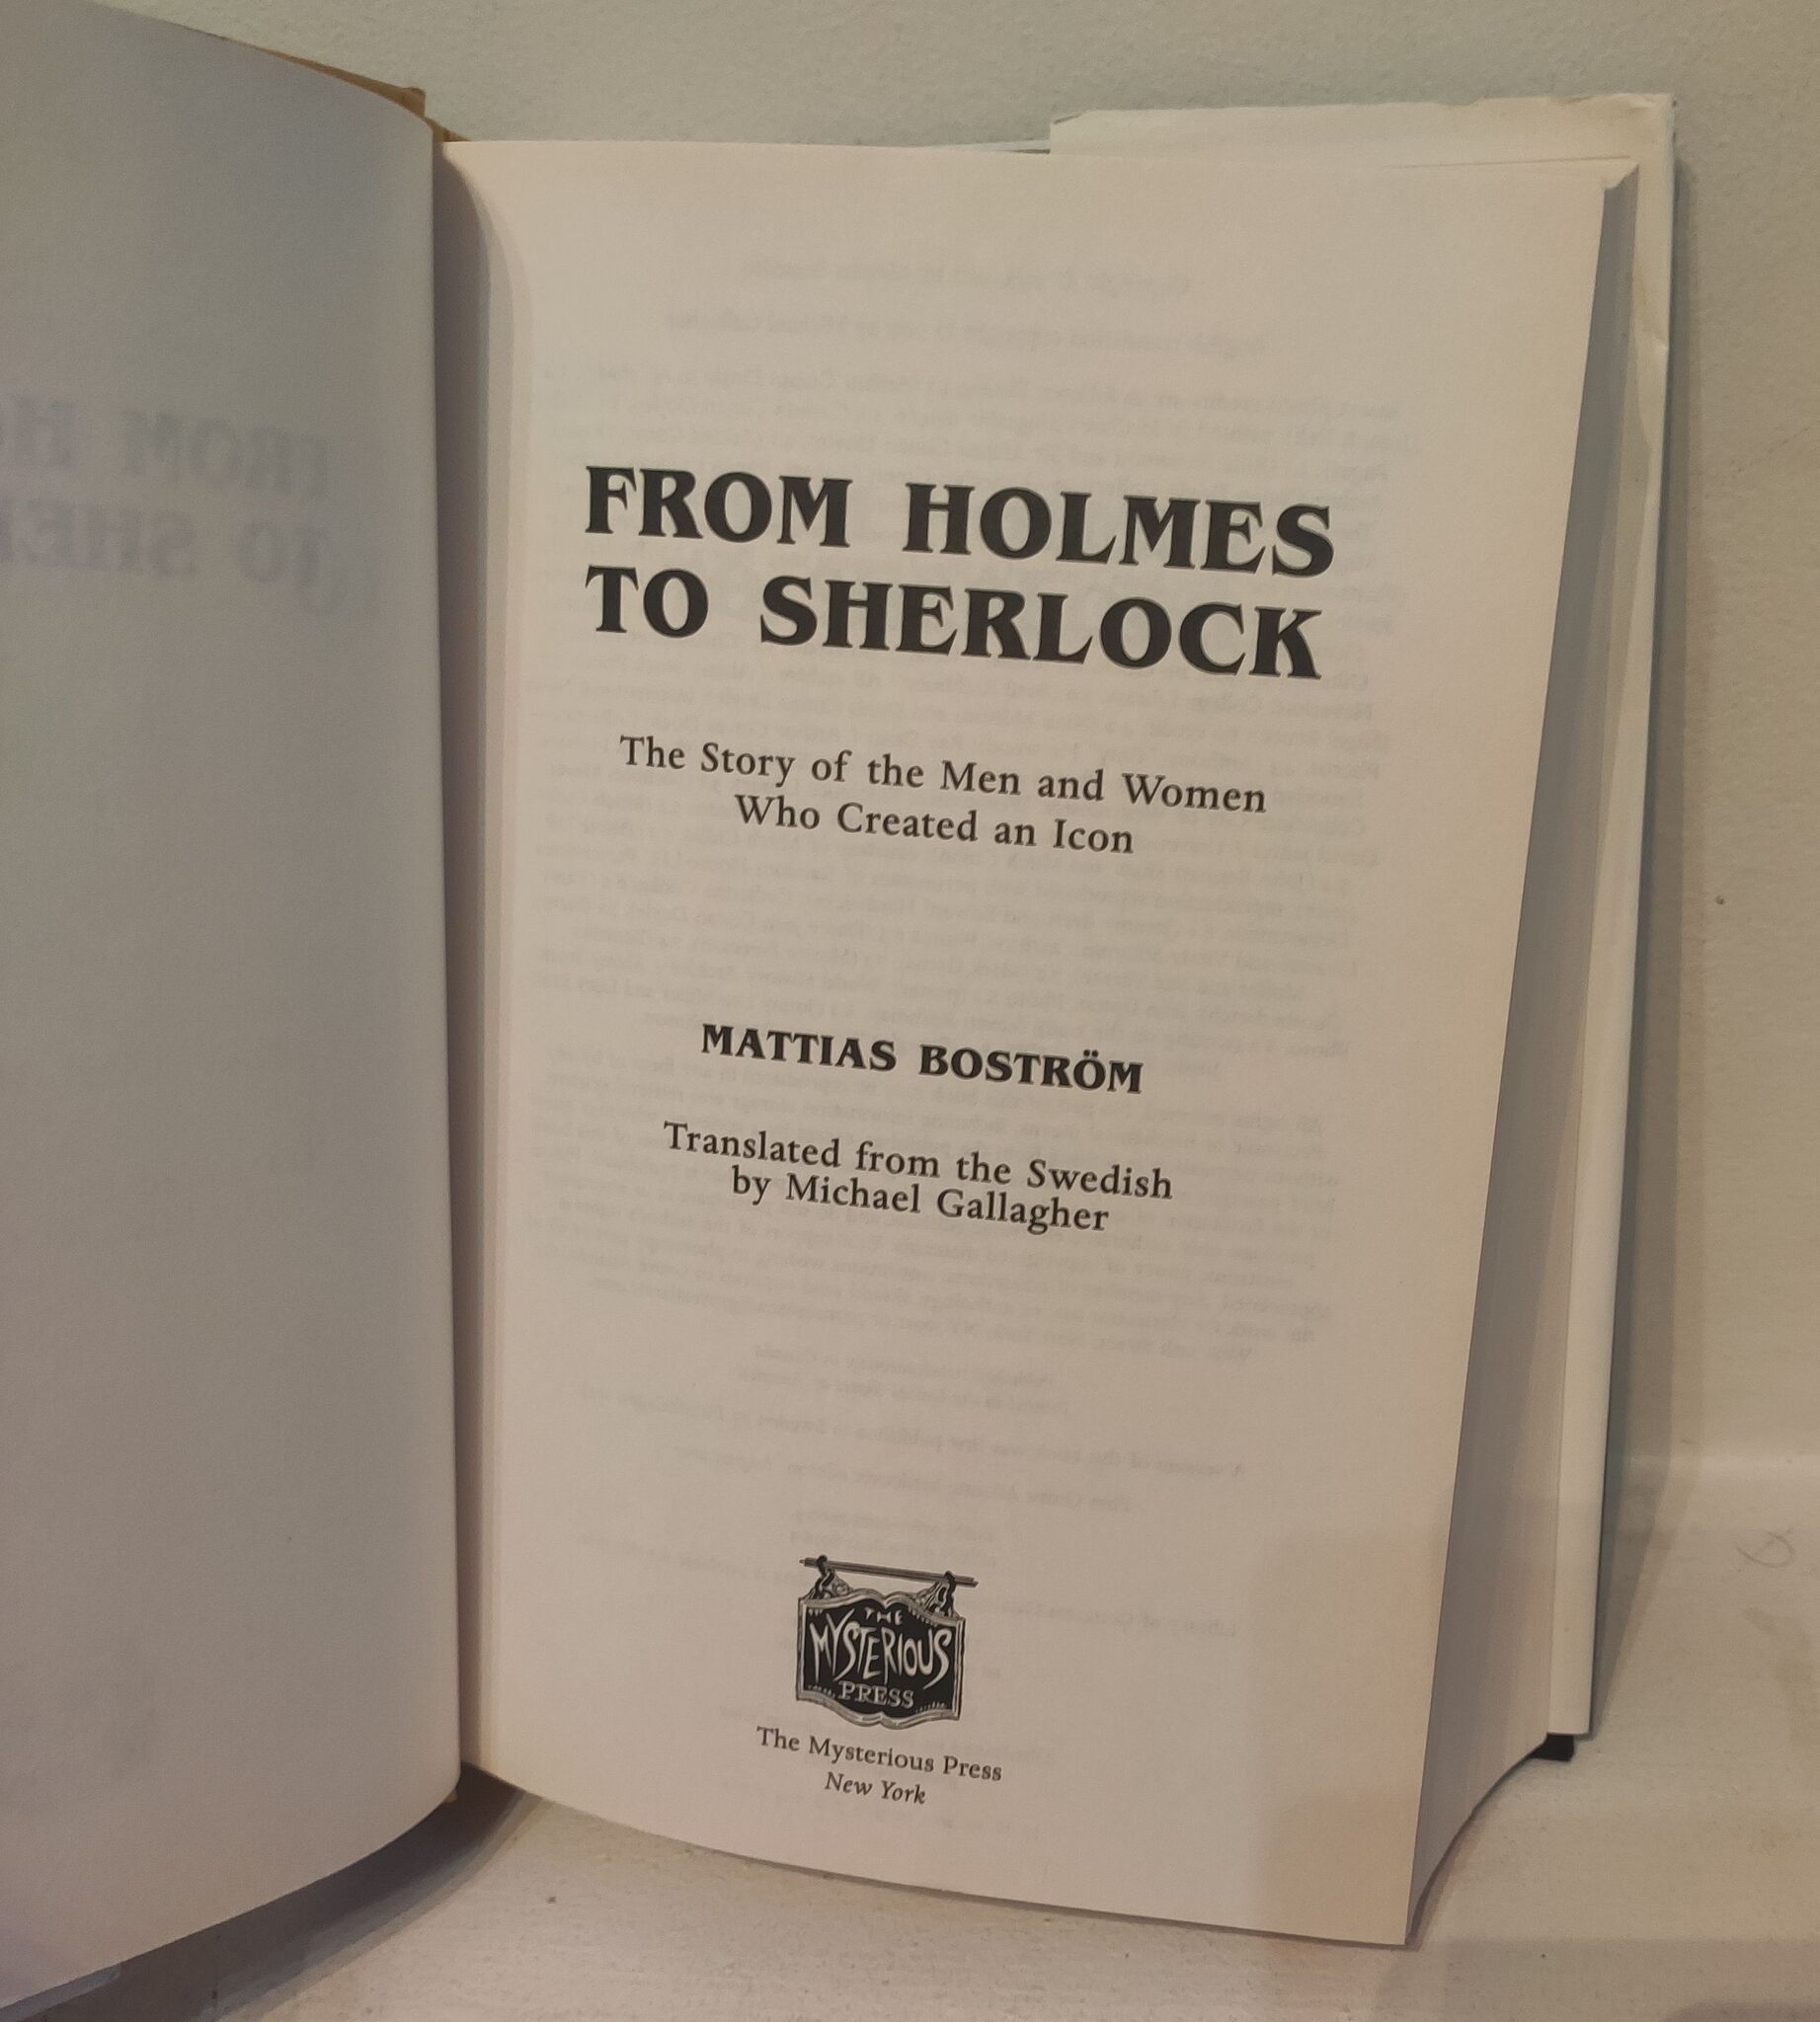 FROM HOLMES
TO SHERLOCK
The Story of the Men and Women
Who Created an Icon
MATTIAS BOSTRÖM
Translated from the Swedish
by Michael Gallagher
THE
MYSTERIOUS
PRESS
The Mysterious Press
New York